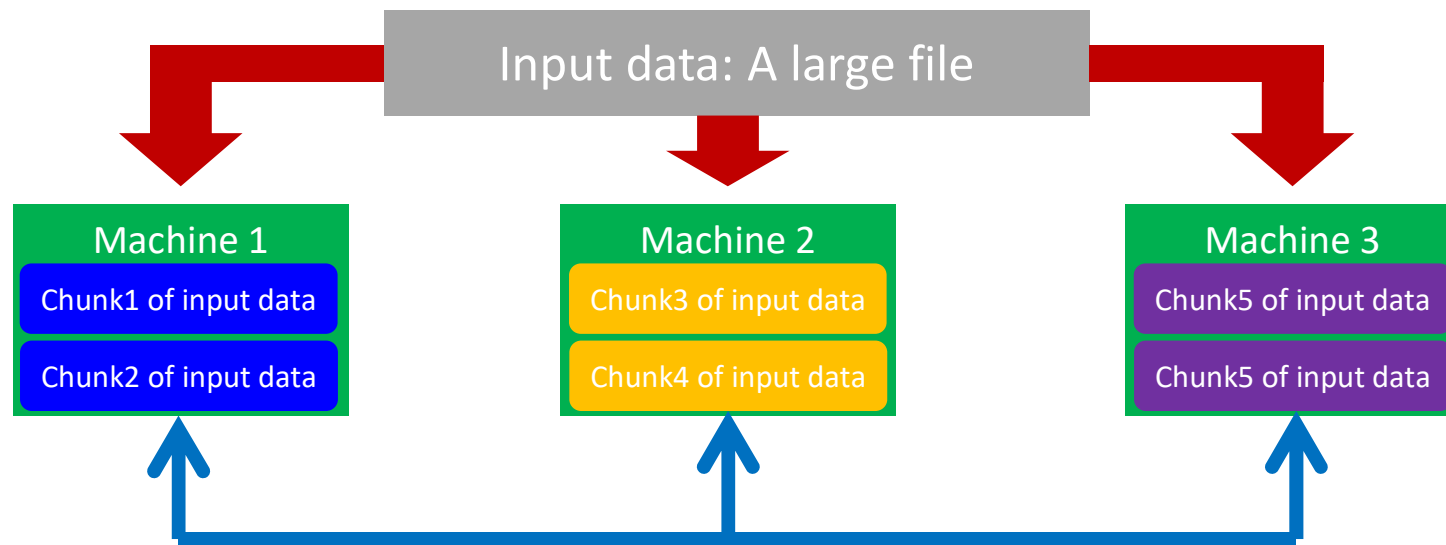 Input data: A large file
Machine 1
Chunk1 of input data
Chunk2 of input data
Machine 2
Chunk3 of input data
Chunk4 of input data
Machine 3
Chunk5 of input data
Chunk5 of input data